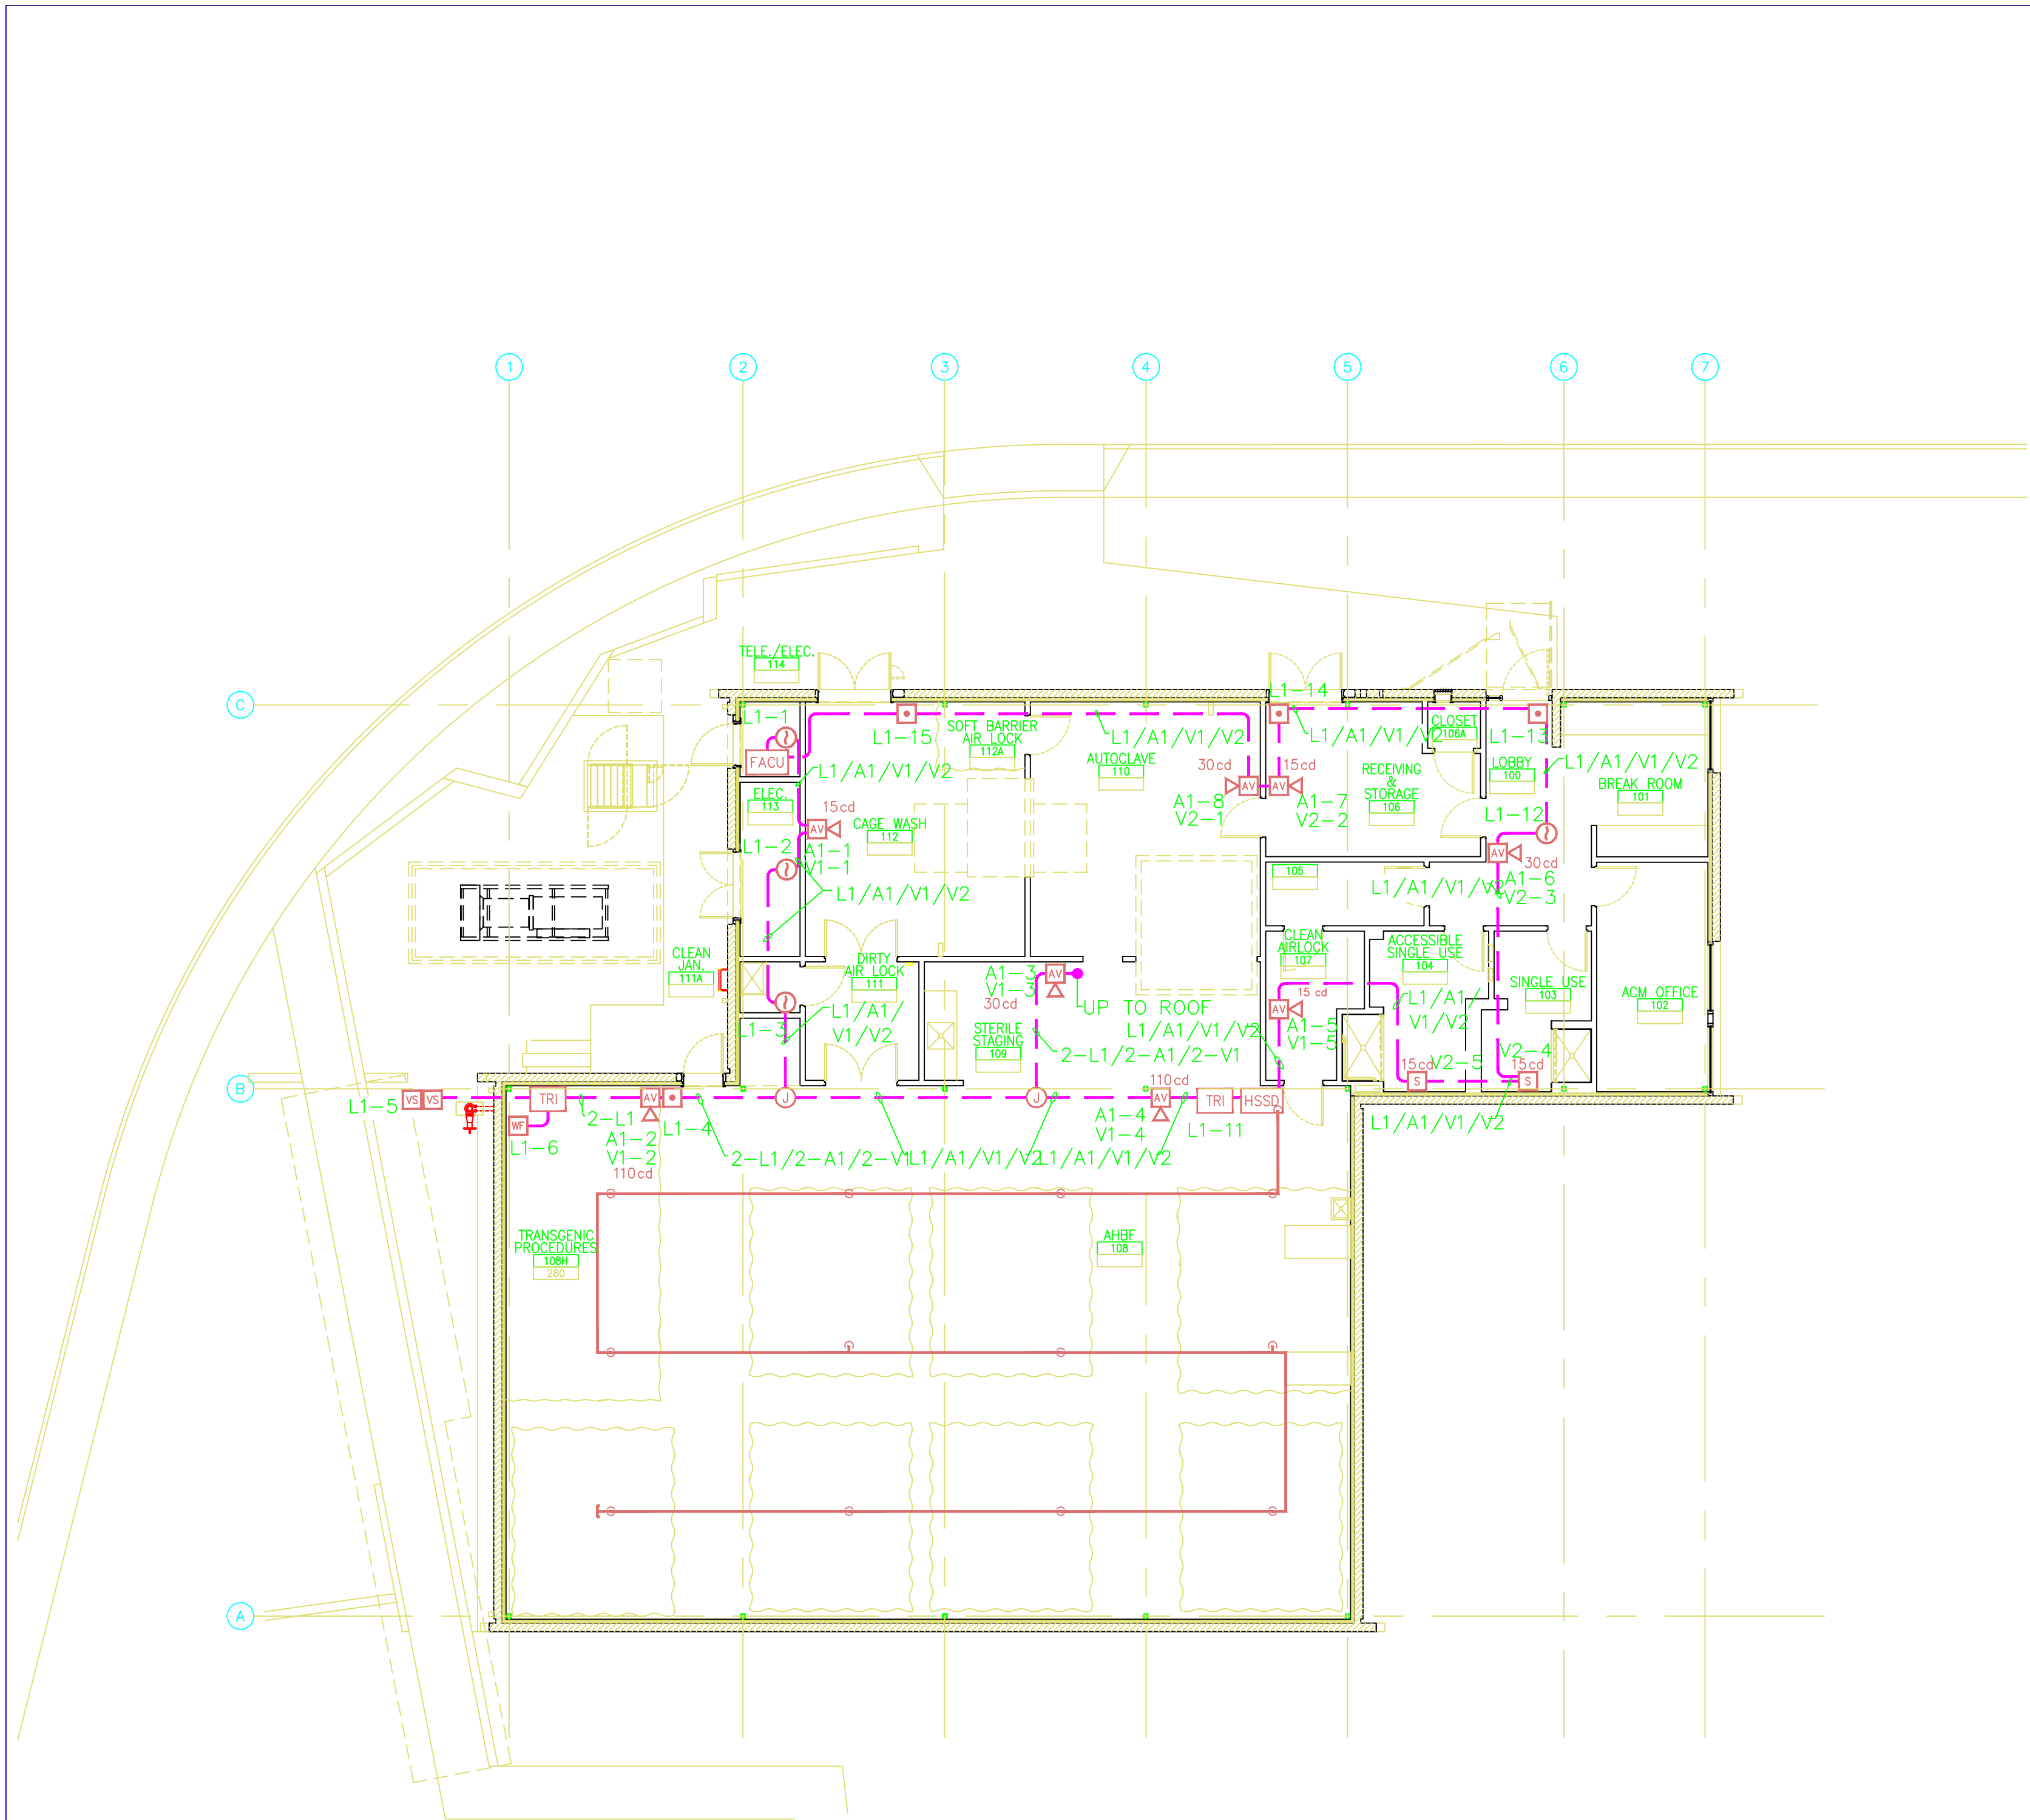 1
2
3
4
5
6
7
C
B
A
TELE./ELEC.
114
L1-14
L1-1
FACU
L1-15
SOFT BARRIER
AIR LOCK
112A
L1/A1/V1/V2
AUTOCLAVE
110
L1/A1/V1/V2
CLOSET
106A
L1-13
L1/A1/V1/V2
30cd
AV
15cd
AV
RECEIVING
&
STORAGE
106
LOBBY
100
BREAK ROOM
101
A1-8
V2-1
A1-7
V2-2
L1/A1/V1/V2
ELEC.
113
15cd
AV
CAGE WASH
112
L1-2
A1-1
V1-1
L1/A1/V1/V2
L1-12
AV
30cd
A1-6
V2-3
L1/A1/V1/V2
105
CLEAN
JAN.
111A
DIRTY
AIR LOCK
111
A1-3
V1-3
AV
30cd
UP TO ROOF
CLEAN
AIRLOCK
107
ACCESSIBLE
SINGLE USE
104
SINGLE USE
103
ACM OFFICE
102
15 cd
AV
A1-5
V1-5
L1/A1/
V1/V2
L1-3
L1/A1/
V1/V2
STERILE
STAGING
109
L1/A1/V1/V2
2-L1/2-A1/2-V1
V2-4
15cd
V2-5
15cd
S
S
L1/A1/V1/V2
L1-5
VS
VS
TRI
WF
L1-6
2-L1
AV
A1-2
V1-2
110cd
L1-4
2-L1/2-A1/2-V1
J
L1/A1/V1/V2
J
L1/A1/V1/V2
110cd
AV
A1-4
V1-4
TRI
HSSD
L1-11
TRANSGENIC
PROCEDURES
108H
280
AHBF
108